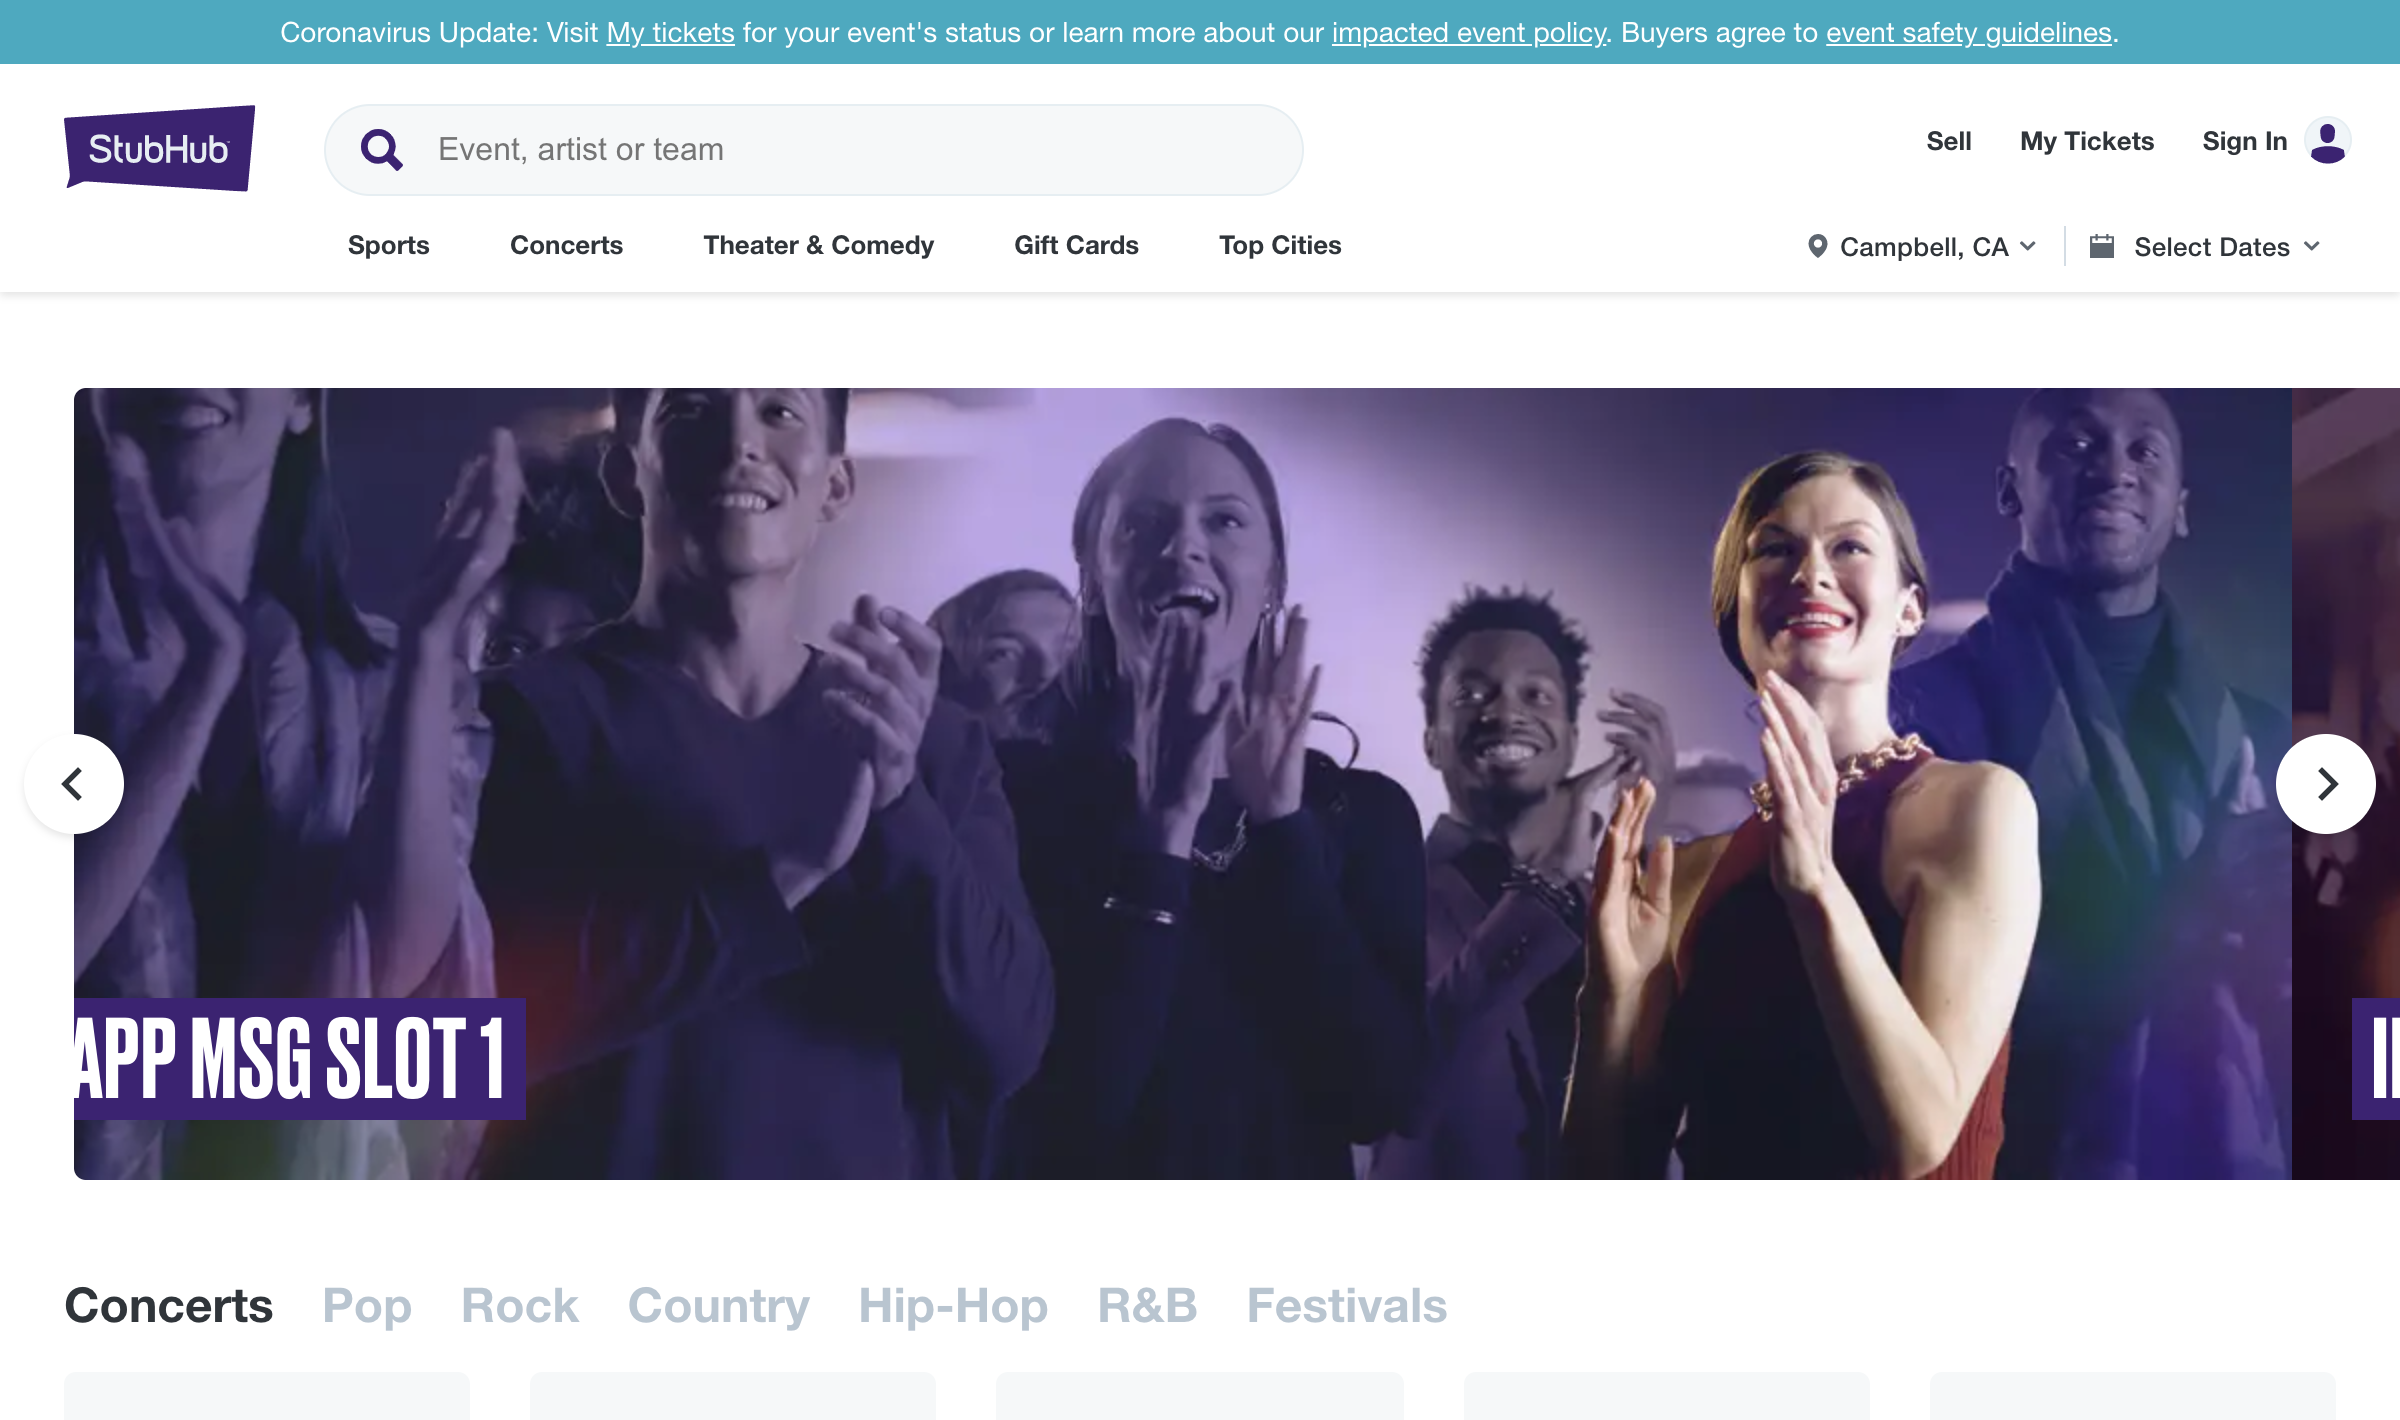 Coronavirus Update: Visit My tickets for your event's status or learn more about our impacted event policy. Buyers agree to event safety guidelines.
StubHub
Event, artist or team
Sell
My Tickets
Sign In
Sports
Concerts
Theater & Comedy
Gift Cards
Top Cities
Campbell, CA
Select Dates
APP MSG SLOT 1
Concerts
Pop
Rock
Country
Hip-Hop
R&B
Festivals